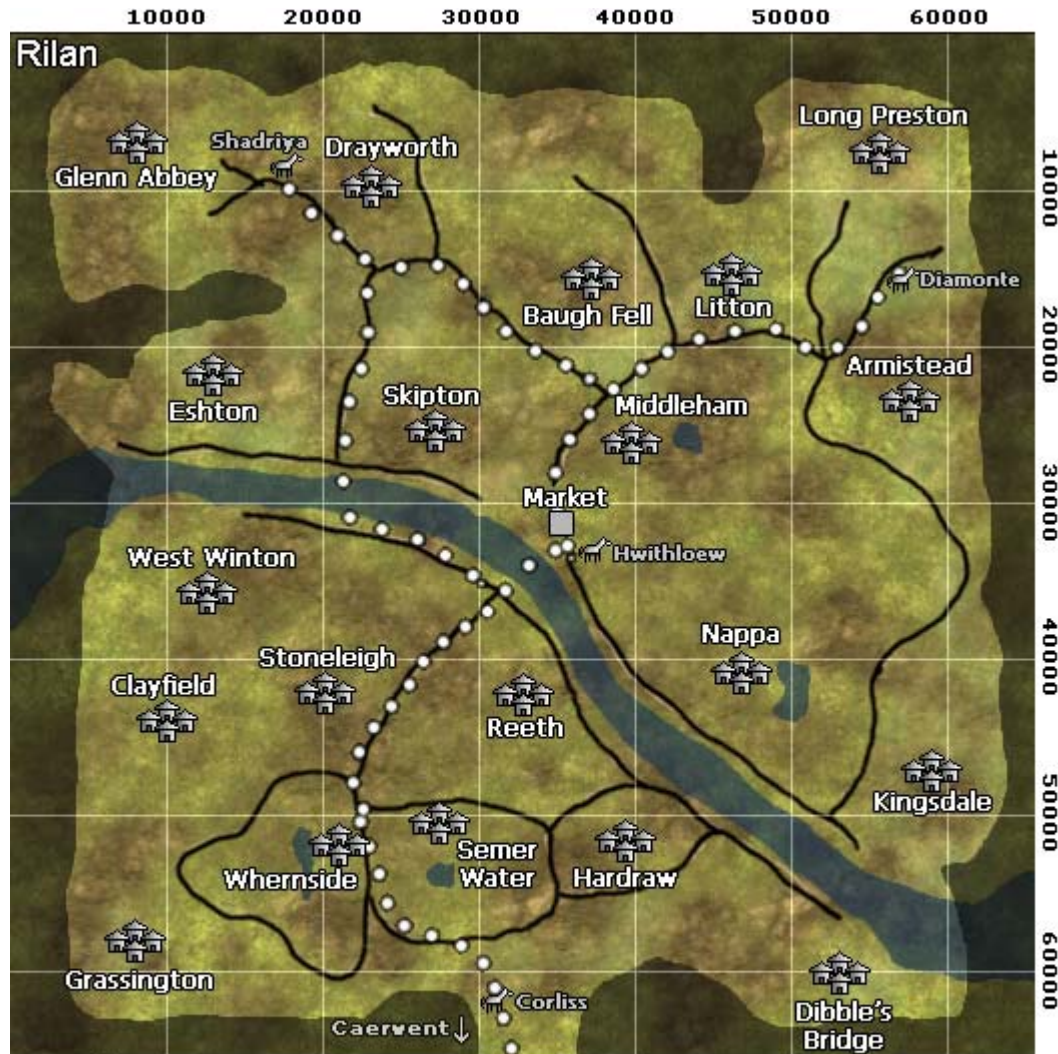 10000 20000 30000 40000 50000 60000
Rilan
Long Preston
Shadriya
Drayworth
Glenn Abbey
10000
Diamonte
Baugh Fell
Litton
20000
Armistead
Eshton
Skipton
Middleham
Market
30000
West Winton
Hwithloew
Nappa
40000
Stoneleigh
Clayfield
Reeth
Kingsdale
50000
Semer
Water
Whernside
Hardraw
Grassington
600000
Corliss
Dibble's
Bridge
Caerwent↓